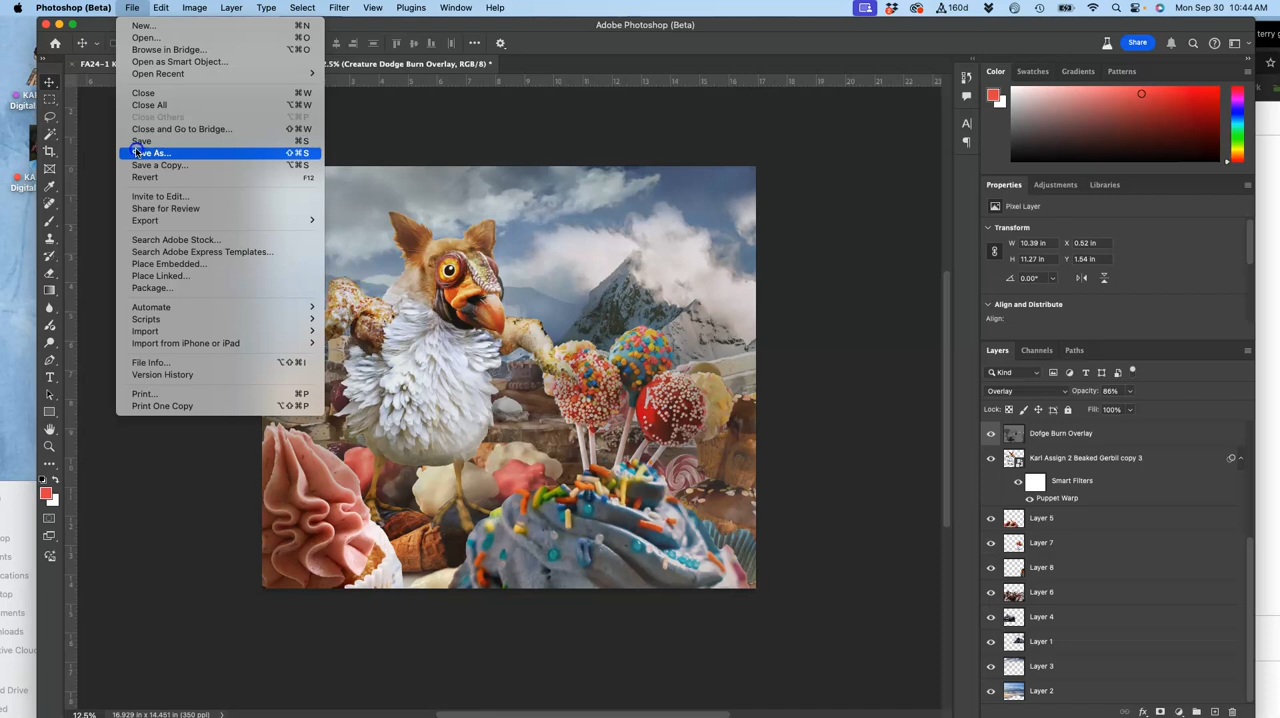 Photoshop (Beta) File Edit Image Layer Type Select Filter View Plugins Window Help 160d Mon Sep 30 10:44 AM
Adobe Photoshop (Beta)
Share
FA24-1 K
2.5% (Creature Dodge Burn Overlay, RGB/8) *
New... ⌘N
Open... ⌘O
Browse in Bridge... ⌥⌘O
Open as Smart Object...
Open Recent
Close ⌘W
Close All ⌥⌘W
Close Others
Close and Go to Bridge... ⇧⌘W
Save ⌘S
ve As... ⇧⌘S
Save a Copy... ⌥⌘S
Revert F12
Invite to Edit...
Share for Review
Export
Search Adobe Stock...
Search Adobe Express Templates...
Place Embedded...
Place Linked...
Package...
Automate
Scripts
Import
Import from iPhone or iPad
File Info... ⌥⇧⌘I
Version History
Print... ⌘P
Print One Copy ⌥⇧⌘P
Color Swatches Gradients Patterns
Properties Adjustments Libraries
Pixel Layer
Transform
W 10.39 in X 0.52 in
H 11.27 in Y 1.54 in
0.00°
Align and Distribute
Align:
Layers Channels Paths
Kind
Overlay Opacity: 86%
Lock: Fill: 100%
Dodge Burn Overlay
Karl Assign 2 Beaked Gerbil copy 3
Smart Filters
Puppet Warp
Layer 5
Layer 7
Layer 8
Layer 6
Layer 4
Layer 1
Layer 3
Layer 2
12.5% 16.929 in x 14.451 in (350 ppi)